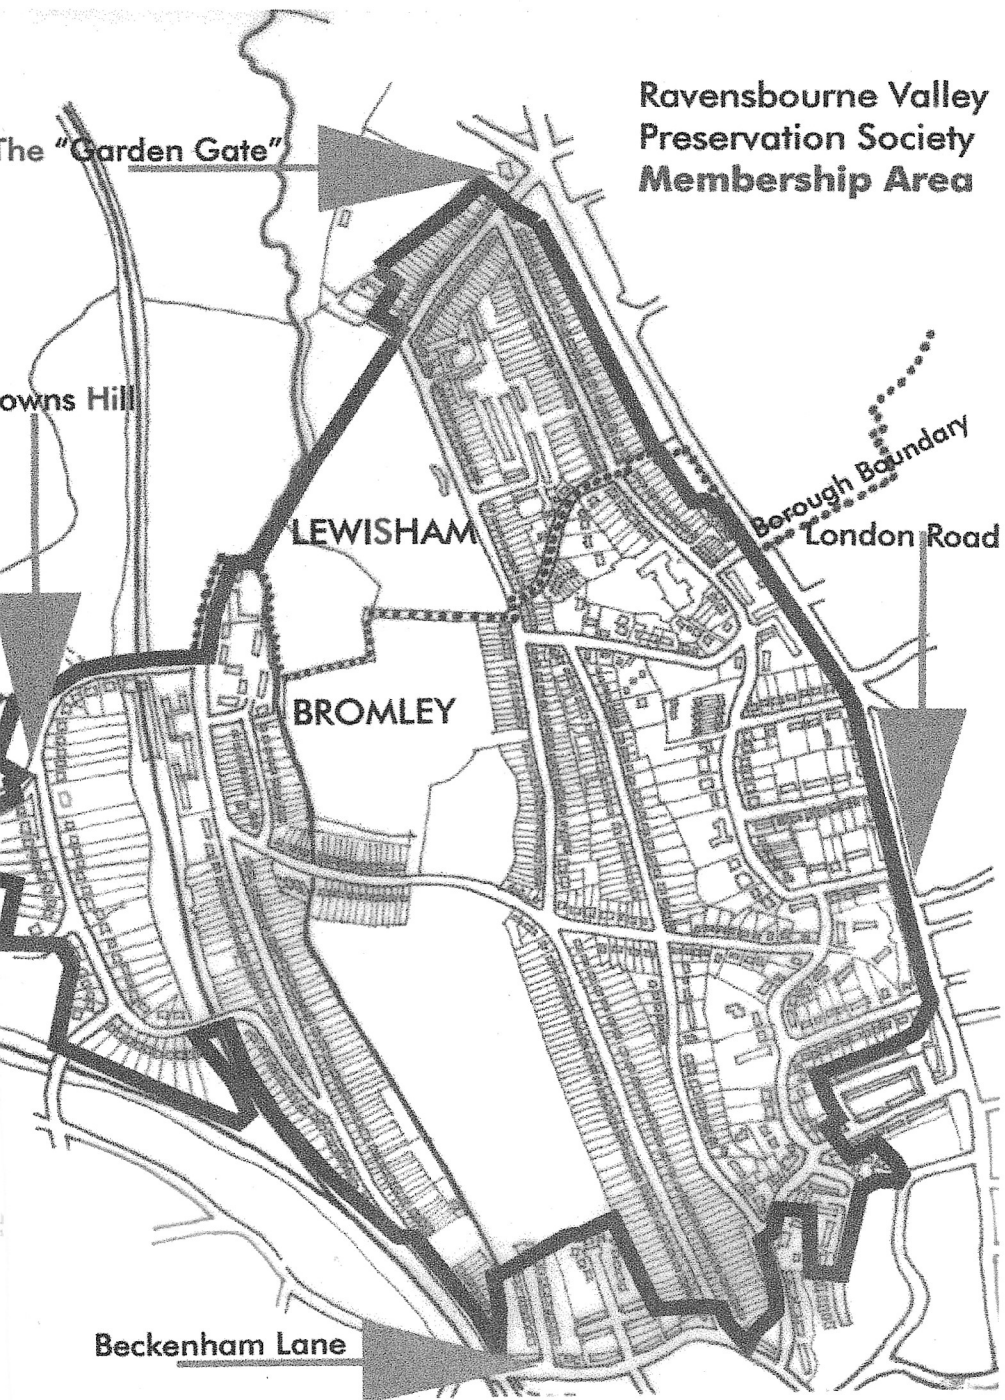 Ravensbourne Valley
Preservation Society
Membership Area
The "Garden Gate"
owns Hill
Borough Boundary
London Road
LEWISHAM
BROMLEY
Beckenham Lane